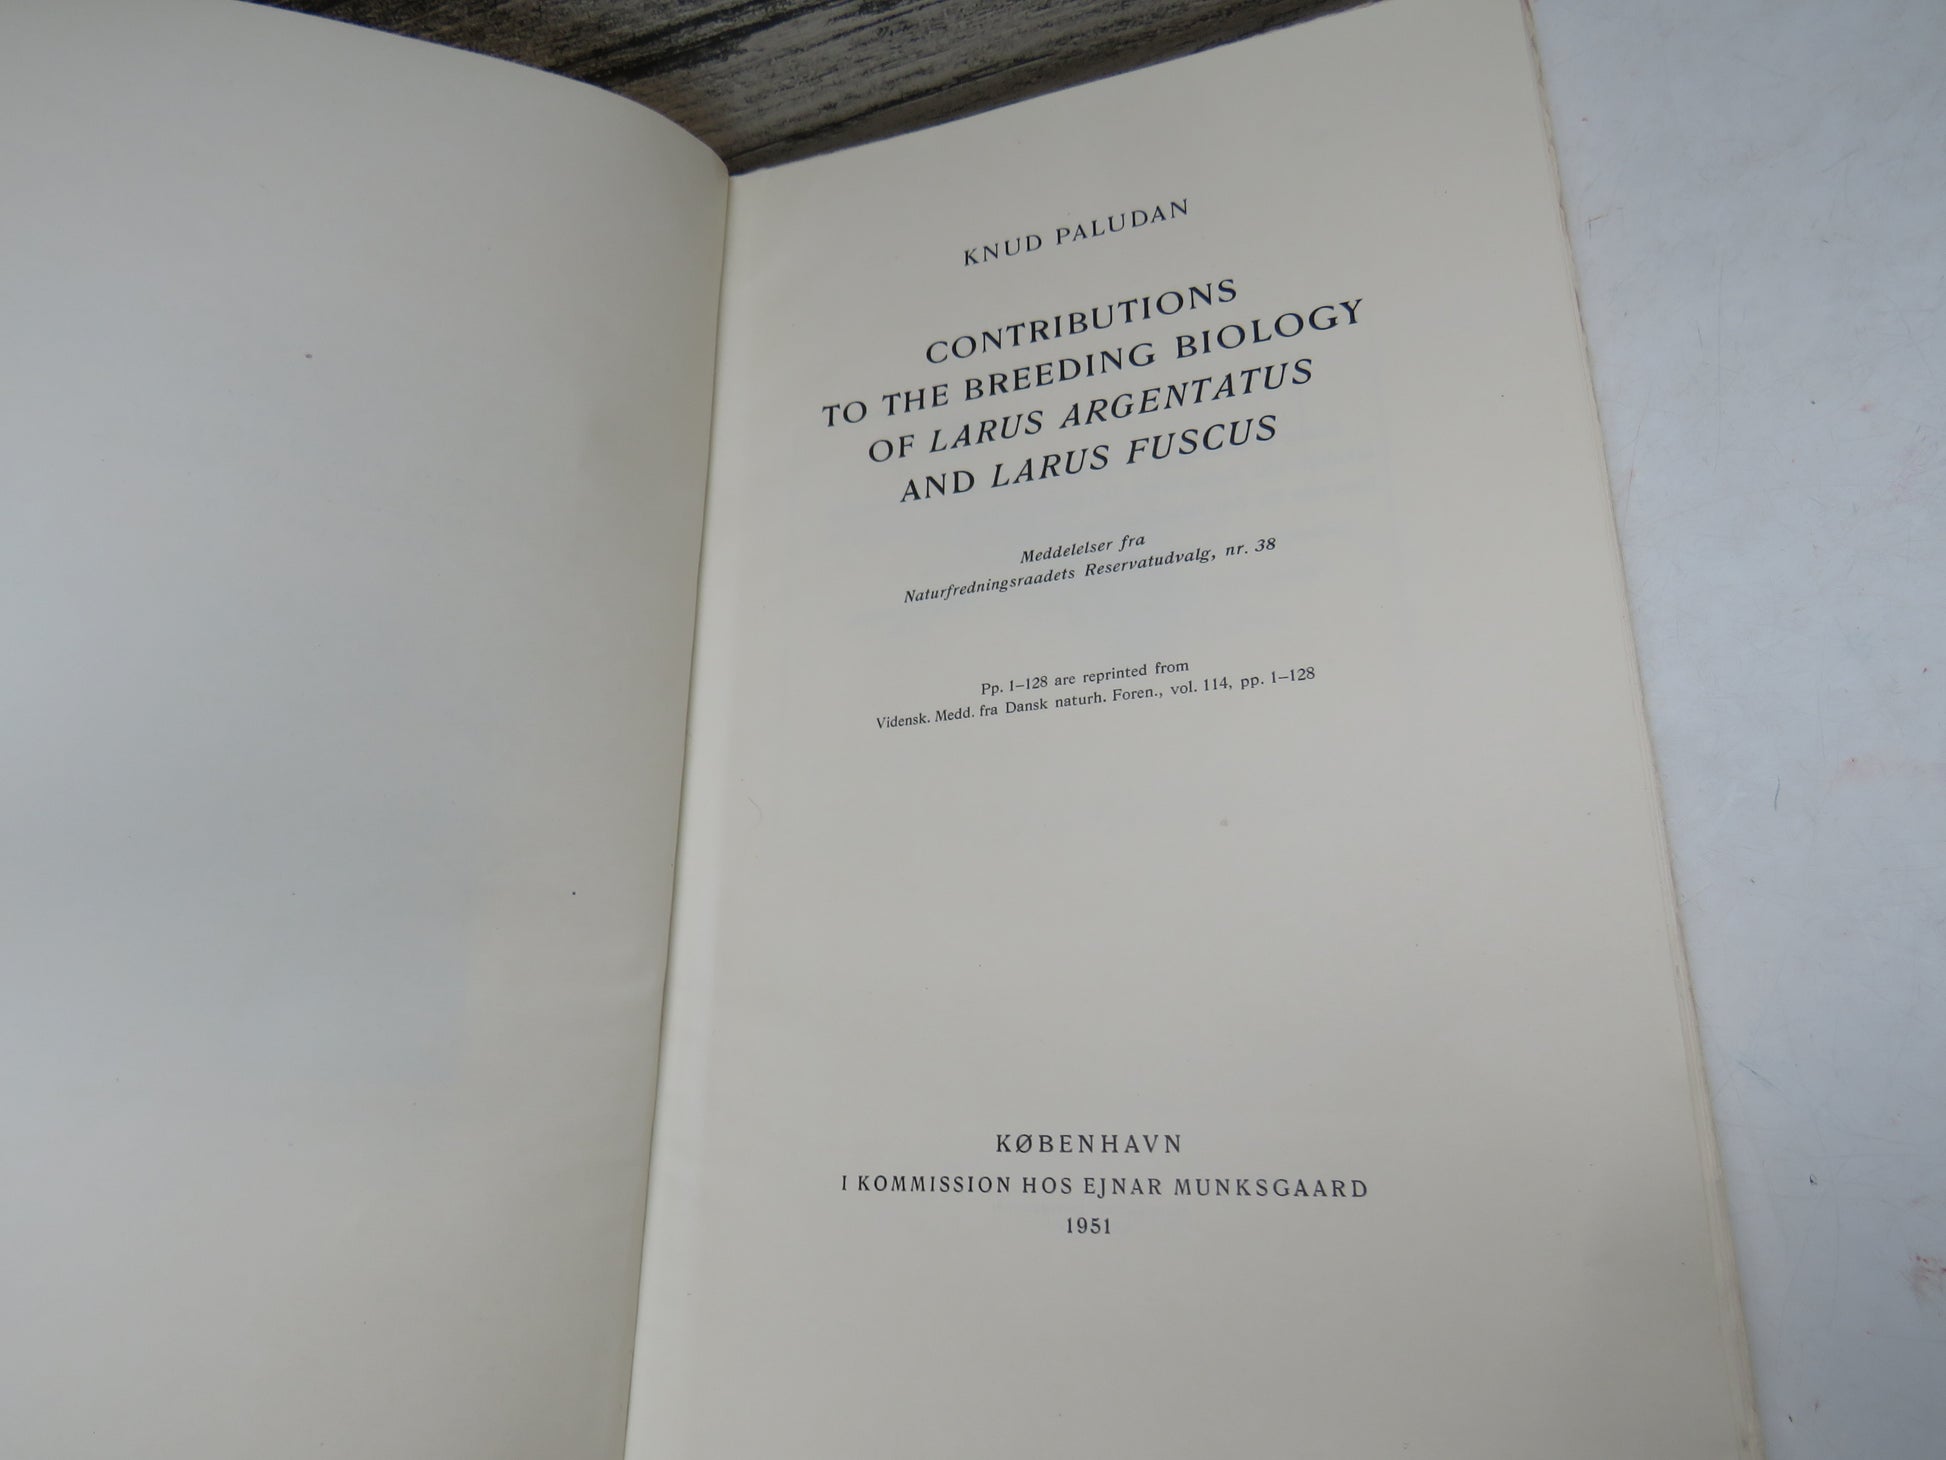 KNUD PALUDAN
CONTRIBUTIONS
TO THE BREEDING BIOLOGY
OF LARUS ARGENTATUS
AND LARUS FUSCUS
Meddelelser fra
Naturfredningsraadets Reservatudvalg, nr. 38
Pp. 1–128 are reprinted from
Vidensk. Medd. fra Dansk naturh. Foren., vol. 114, pp. 1–128
KØBENHAVN
I KOMMISSION HOS EJNAR MUNKSGAARD
1951